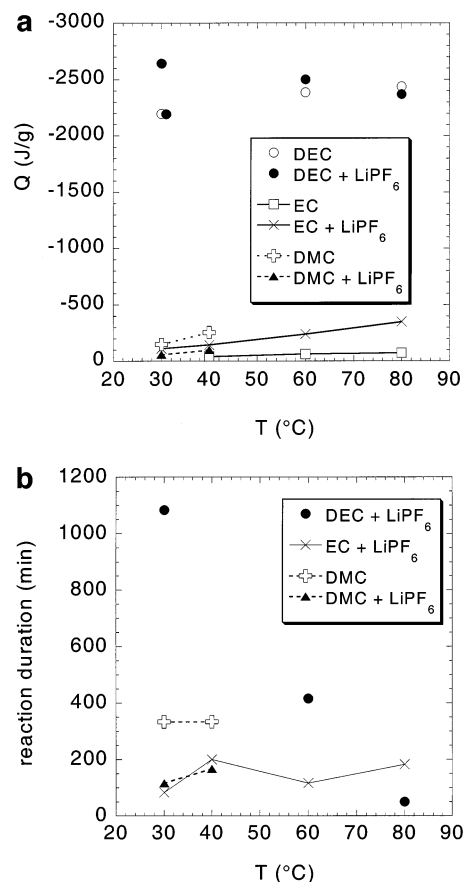 a
-3000
-2500
-2000
-1500
-1000
-500
0
Q (J/g)
DEC
DEC + LiPF6
EC
EC + LiPF6
DMC
DMC + LiPF6
20 30 40 50 60 70 80 90
T (°C)
b
1200
1000
800
600
400
200
0
reaction duration (min)
DEC + LiPF6
EC + LiPF6
DMC
DMC + LiPF6
20 30 40 50 60 70 80 90
T (°C)